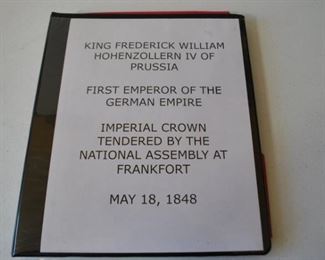 KING FREDERICK WILLIAM
HOHENZOLLERN IV OF
PRUSSIA
FIRST EMPEROR OF THE
GERMAN EMPIRE
IMPERIAL CROWN
TENDERED BY THE
NATIONAL ASSEMBLY AT
FRANKFORT
MAY 18, 1848